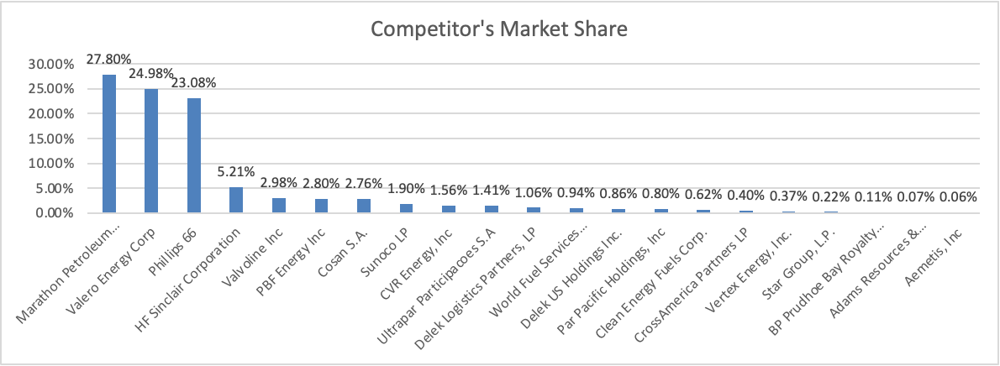 Competitor's Market Share
30.00%
25.00%
20.00%
15.00%
10.00%
5.00%
0.00%
27.80%
24.98%
23.08%
5.21%
2.98%
2.80%
2.76%
1.90%
1.56%
1.41%
1.06%
0.94%
0.86%
0.80%
0.62%
0.40%
0.37%
0.22%
0.11%
0.07%
0.06%
Marathon Petroleum...
Valero Energy Corp
Phillips 66
HF Sinclair Corporation
Valvoline Inc
PBF Energy Inc
Cosan S.A.
Sunoco LP
CVR Energy, Inc
Ultrapar Participacoes S.A
Delek Logistics Partners, LP
World Fuel Services...
Delek US Holdings Inc.
Par Pacific Holdings, Inc
Clean Energy Fuels Corp.
CrossAmerica Partners LP
Vertex Energy, Inc.
Star Group, L.P.
BP Prudhoe Bay Royalty...
Adams Resources &...
Aemetis, Inc